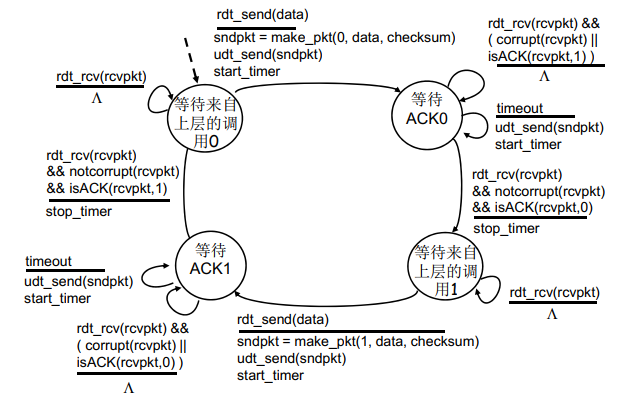 rdt_send(data)
sndpkt = make_pkt(0, data, checksum)
udt_send(sndpkt)
start_timer
rdt_rcv(rcvpkt) &&
( corrupt(rcvpkt) ||
isACK(rcvpkt,1) )
Λ
rdt_rcv(rcvpkt)
Λ
等待来自
上层的调
用0
等待
ACK0
timeout
udt_send(sndpkt)
start_timer
rdt_rcv(rcvpkt)
&& notcorrupt(rcvpkt)
&& isACK(rcvpkt,1)
stop_timer
rdt_rcv(rcvpkt)
&& notcorrupt(rcvpkt)
&& isACK(rcvpkt,0)
stop_timer
等待
ACK1
等待来自
上层的调
用1
timeout
udt_send(sndpkt)
start_timer
rdt_rcv(rcvpkt)
Λ
rdt_rcv(rcvpkt) &&
( corrupt(rcvpkt) ||
isACK(rcvpkt,0) )
Λ
rdt_send(data)
sndpkt = make_pkt(1, data, checksum)
udt_send(sndpkt)
start_timer